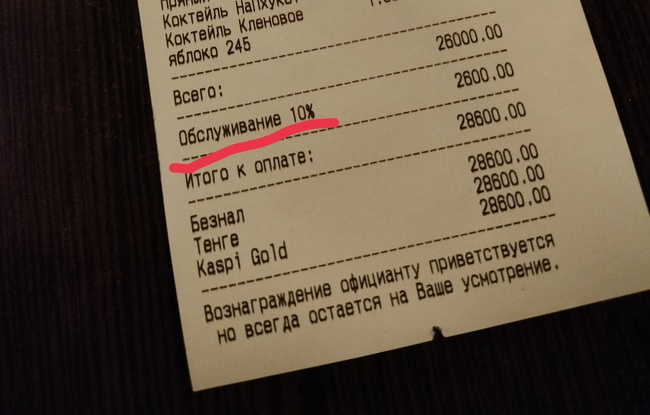 Коктейль
Коктейль Кленовое
яблоко 245
Всего: 26000.00
Обслуживание 10% 2600.00
Итого к оплате: 28600.00
Безнал 28600.00
Тенге 28600.00
Kaspi Gold 28600.00
Вознаграждение официанту приветствуется
но всегда остается на Ваше усмотрение.